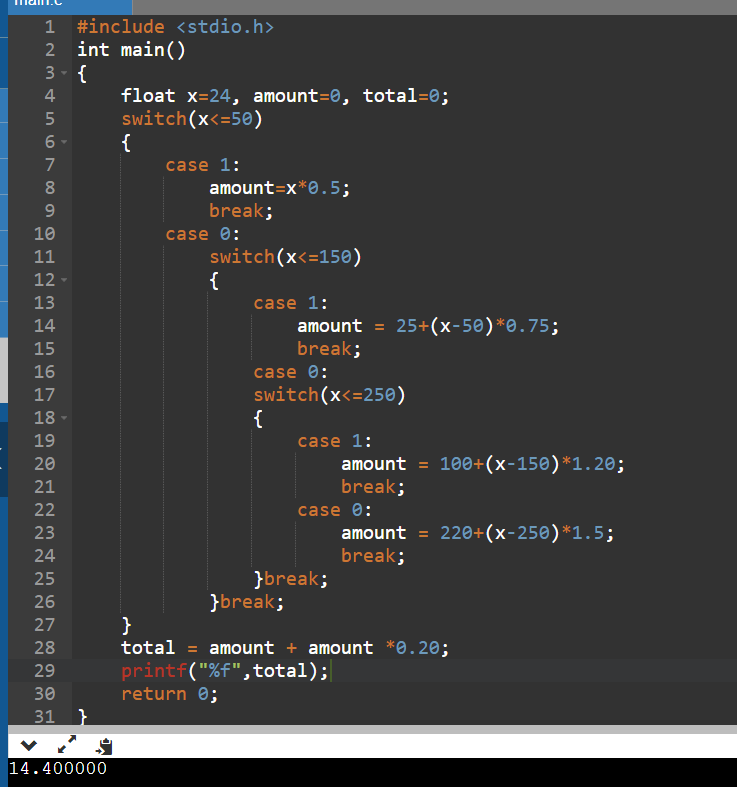 main.c
1 #include <stdio.h>
2 int main()
3 {
4     float x=24, amount=0, total=0;
5     switch(x<=50)
6     {
7         case 1:
8             amount=x*0.5;
9             break;
10         case 0:
11             switch(x<=150)
12             {
13                 case 1:
14                     amount = 25+(x-50)*0.75;
15                     break;
16                 case 0:
17                 switch(x<=250)
18                 {
19                     case 1:
20                         amount = 100+(x-150)*1.20;
21                         break;
22                     case 0:
23                         amount = 220+(x-250)*1.5;
24                         break;
25                 }break;
26             }break;
27     }
28     total = amount + amount *0.20;
29     printf("%f",total);
30     return 0;
31 }
14.400000